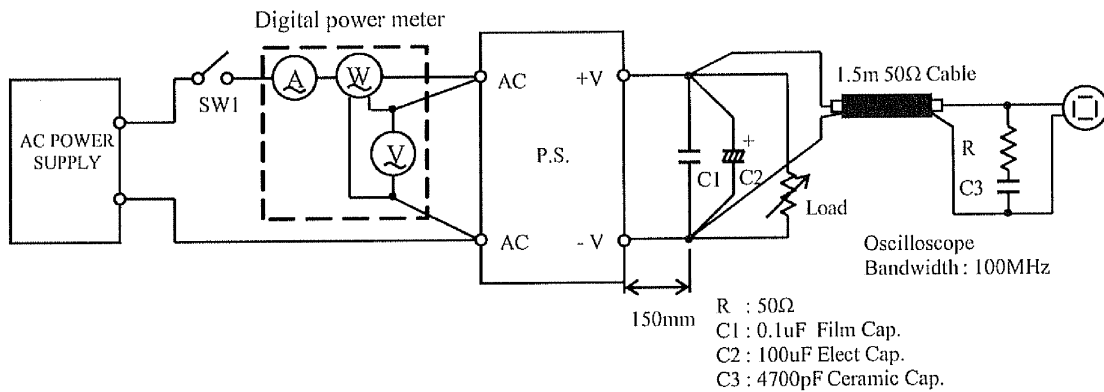 Digital power meter
AC POWER
SUPPLY
SW1
A
W
V
AC
AC
P.S.
+V
- V
C1
+
C2
Load
150mm
1.5m 50Ω Cable
R
C3
Oscilloscope
Bandwidth : 100MHz
R : 50Ω
C1 : 0.1uF Film Cap.
C2 : 100uF Elect Cap.
C3 : 4700pF Ceramic Cap.